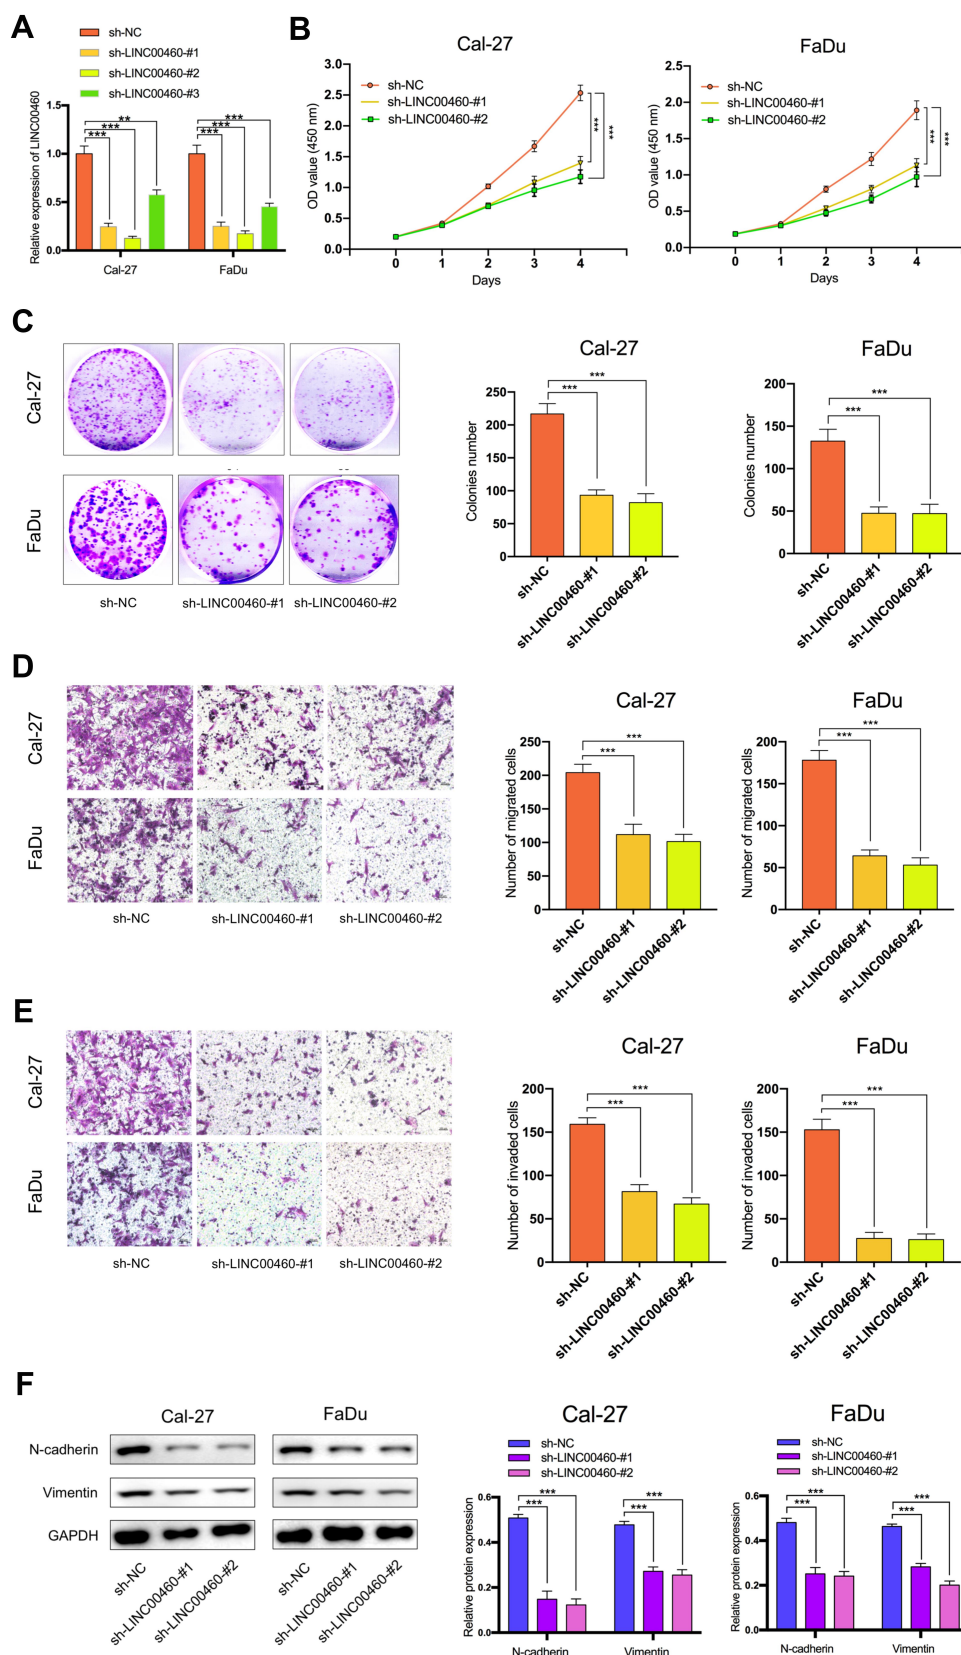 A
sh-NC
sh-LINC00460-#1
sh-LINC00460-#2
sh-LINC00460-#3
Relative expression of LINC00460
1.5
1.0
0.5
0.0
***
***
**
***
***
***
Cal-27
FaDu
B
Cal-27
sh-NC
sh-LINC00460-#1
sh-LINC00460-#2
OD value (450 nm)
3.0
2.5
2.0
1.5
1.0
0.5
0.0
***
***
0 1 2 3 4
Days
FaDu
sh-NC
sh-LINC00460-#1
sh-LINC00460-#2
OD value (450 nm)
2.5
2.0
1.5
1.0
0.5
0.0
***
***
0 1 2 3 4
Days
C
Cal-27
FaDu
sh-NC sh-LINC00460-#1 sh-LINC00460-#2
Cal-27
Colonies number
250
200
150
100
50
0
***
***
sh-NC
sh-LINC00460-#1
sh-LINC00460-#2
FaDu
Colonies number
200
150
100
50
0
***
***
sh-NC
sh-LINC00460-#1
sh-LINC00460-#2
D
Cal-27
FaDu
sh-NC sh-LINC00460-#1 sh-LINC00460-#2
Cal-27
Number of migrated cells
250
200
150
100
50
0
***
***
sh-NC
sh-LINC00460-#1
sh-LINC00460-#2
FaDu
Number of migrated cells
200
150
100
50
0
***
***
sh-NC
sh-LINC00460-#1
sh-LINC00460-#2
E
Cal-27
FaDu
sh-NC sh-LINC00460-#1 sh-LINC00460-#2
Cal-27
Number of invaded cells
200
150
100
50
0
***
***
sh-NC
sh-LINC00460-#1
sh-LINC00460-#2
FaDu
Number of invaded cells
200
150
100
50
0
***
***
sh-NC
sh-LINC00460-#1
sh-LINC00460-#2
F
Cal-27 FaDu
N-cadherin
Vimentin
GAPDH
sh-NC
sh-LINC00460-#1
sh-LINC00460-#2
sh-NC
sh-LINC00460-#1
sh-LINC00460-#2
Cal-27
sh-NC
sh-LINC00460-#1
sh-LINC00460-#2
Relative protein expression
0.6
0.4
0.2
0.0
***
***
***
***
N-cadherin Vimentin
FaDu
sh-NC
sh-LINC00460-#1
sh-LINC00460-#2
Relative protein expression
0.6
0.4
0.2
0.0
***
***
***
***
N-cadherin Vimentin